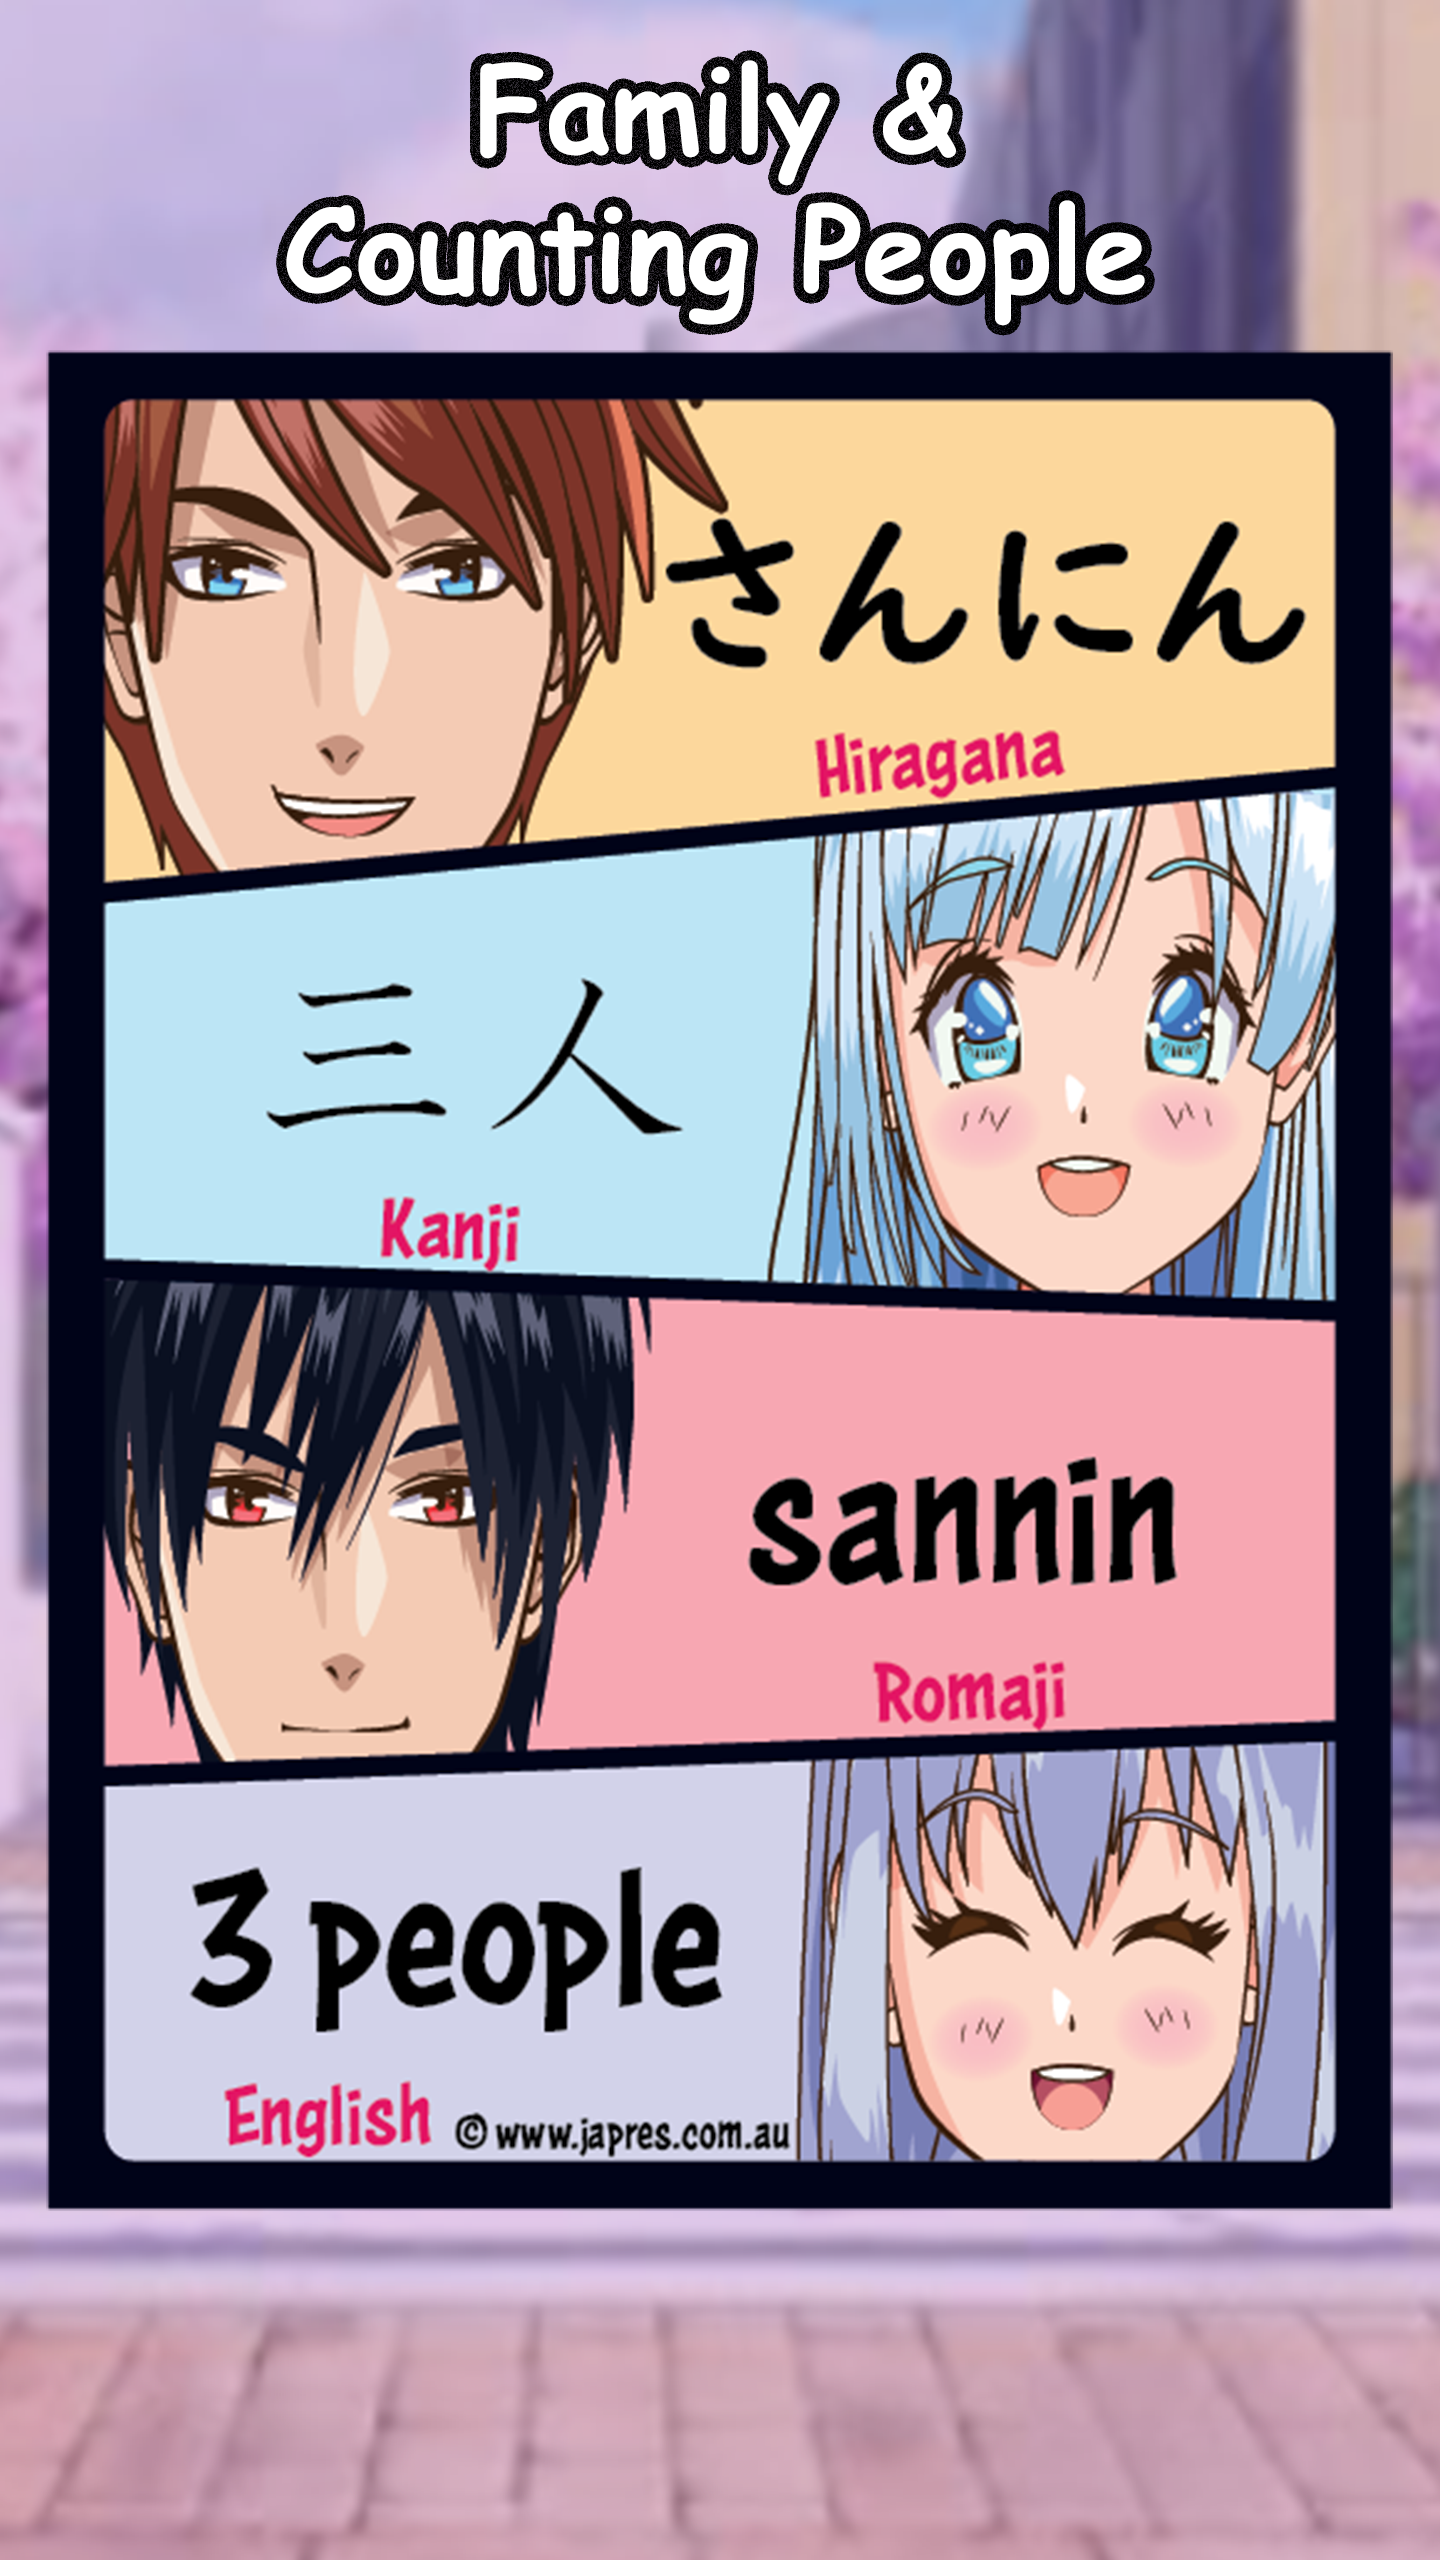 Family &
Counting People
さんにん
Hiragana
三人
Kanji
sannin
Romaji
3 people
English © www.japres.com.au